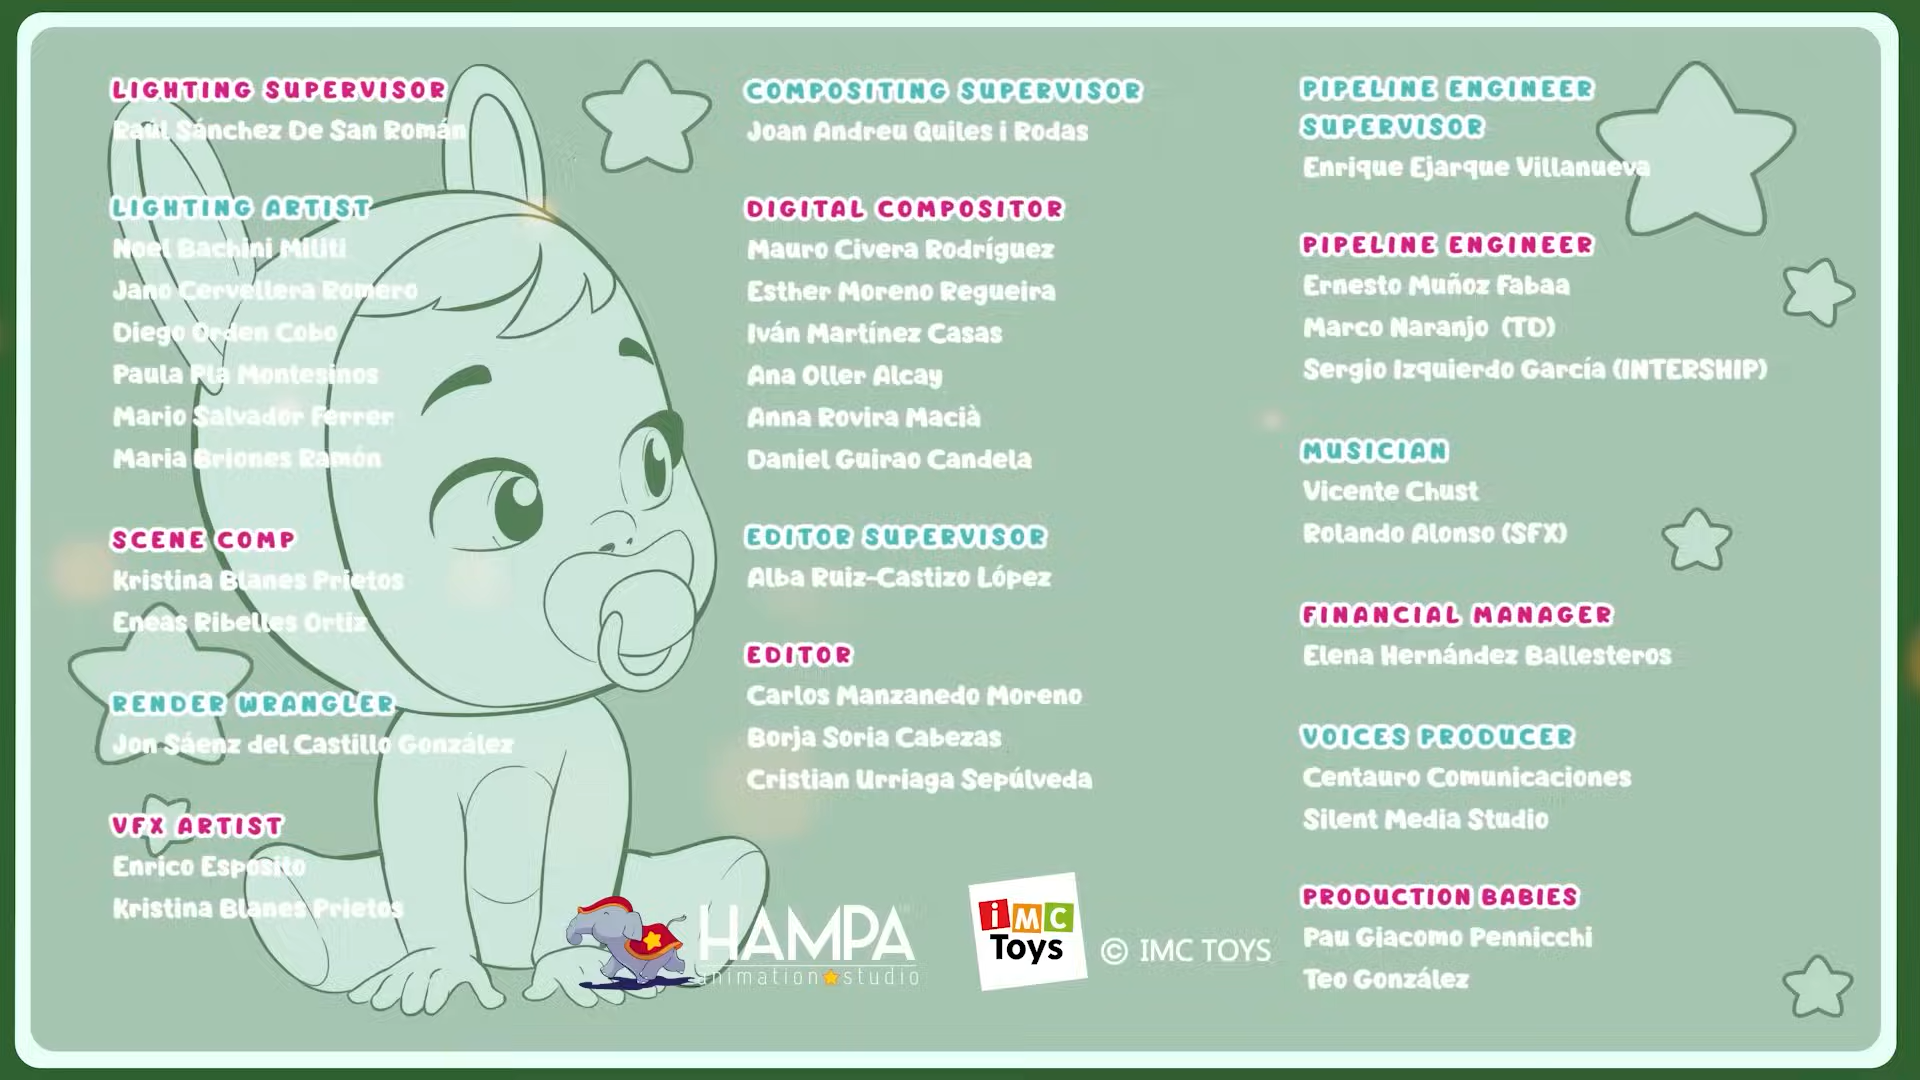 LIGHTING SUPERVISOR
Raúl Sánchez De San Román
LIGHTING ARTIST
Noel Bachini Militi
Jano Cervellera Romero
Diego Orden Cobo
Paula Pla Montesinos
Mario Salvador Ferrer
Maria Briones Ramón
SCENE COMP
Kristina Blanes Prietos
Eneas Ribelles Ortiz
RENDER WRANGLER
Jon Sáenz del Castillo González
VFX ARTIST
Enrico Esposito
Kristina Blanes Prietos
COMPOSITING SUPERVISOR
Joan Andreu Quiles i Rodas
DIGITAL COMPOSITOR
Mauro Civera Rodríguez
Esther Moreno Regueira
Iván Martínez Casas
Ana Oller Alcay
Anna Rovira Macià
Daniel Guirao Candela
EDITOR SUPERVISOR
Alba Ruiz-Castizo López
EDITOR
Carlos Manzanedo Moreno
Borja Soria Cabezas
Cristian Urriaga Sepúlveda
HAMPA
animation studio
iMC
Toys
© IMC TOYS
PIPELINE ENGINEER
SUPERVISOR
Enrique Ejarque Villanueva
PIPELINE ENGINEER
Ernesto Muñoz Fabaa
Marco Naranjo (TD)
Sergio Izquierdo García (INTERSHIP)
MUSICIAN
Vicente Chust
Rolando Alonso (SFX)
FINANCIAL MANAGER
Elena Hernández Ballesteros
VOICES PRODUCER
Centauro Comunicaciones
Silent Media Studio
PRODUCTION BABIES
Pau Giacomo Pennicchi
Teo González